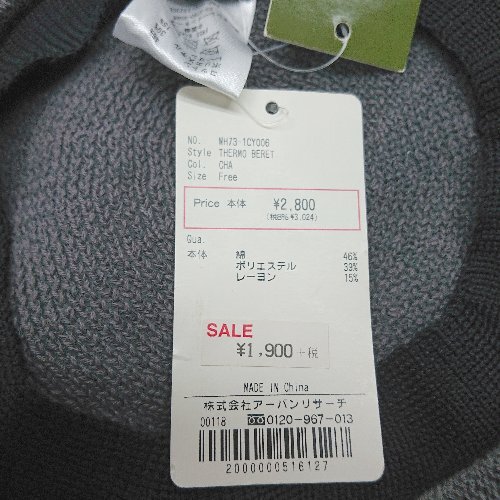 NO. WH73-1CY006
Style THERMO BERET
Col. CHA
Size Free
Price 本体 ¥2,800
(税8% ¥3,024)
Qua.
本体 綿 46%
ポリエステル 39%
レーヨン 15%
SALE
¥1,900 +税
MADE IN China
株式会社アーバンリサーチ
00118 0120-967-013
2000000516127